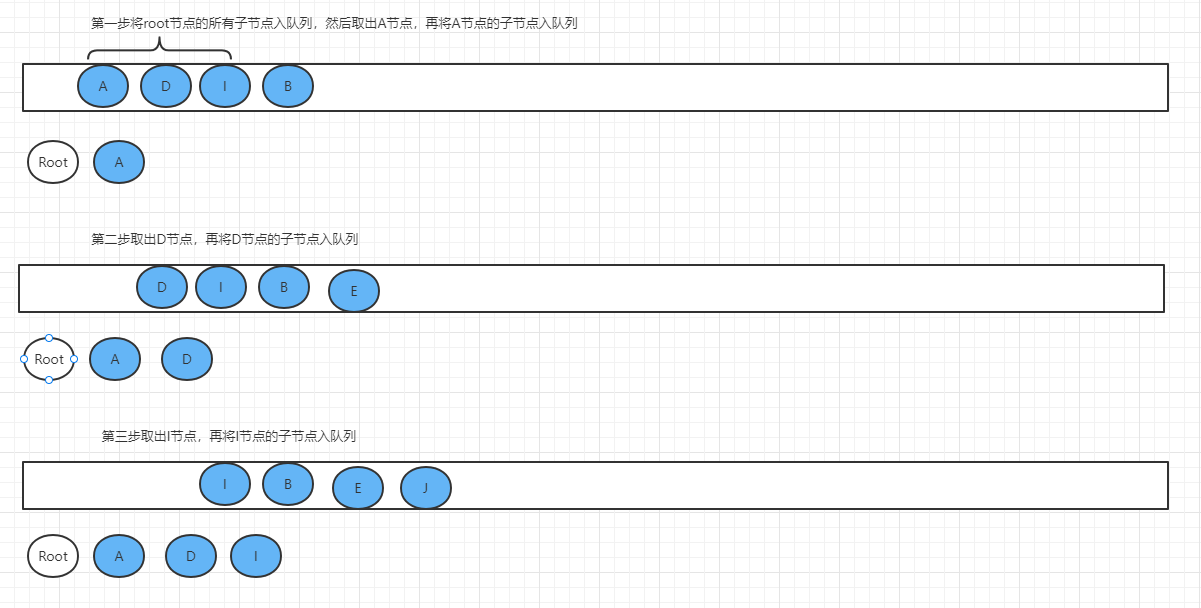 第一步将root节点的所有子节点入队列，然后取出A节点，再将A节点的子节点入队列
A D I B
Root A
第二步取出D节点，再将D节点的子节点入队列
D I B E
Root A D
第三步取出I节点，再将I节点的子节点入队列
I B E J
Root A D I